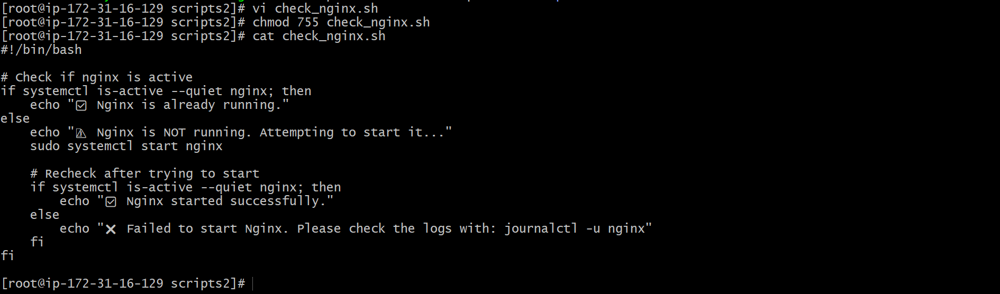 [root@ip-172-31-16-129 scripts2]# vi check_nginx.sh
[root@ip-172-31-16-129 scripts2]# chmod 755 check_nginx.sh
[root@ip-172-31-16-129 scripts2]# cat check_nginx.sh
#!/bin/bash

# Check if nginx is active
if systemctl is-active --quiet nginx; then
    echo "☑ Nginx is already running."
else
    echo "⚠ Nginx is NOT running. Attempting to start it..."
    sudo systemctl start nginx

    # Recheck after trying to start
    if systemctl is-active --quiet nginx; then
        echo "☑ Nginx started successfully."
    else
        echo "❌ Failed to start Nginx. Please check the logs with: journalctl -u nginx"
    fi
fi

[root@ip-172-31-16-129 scripts2]#